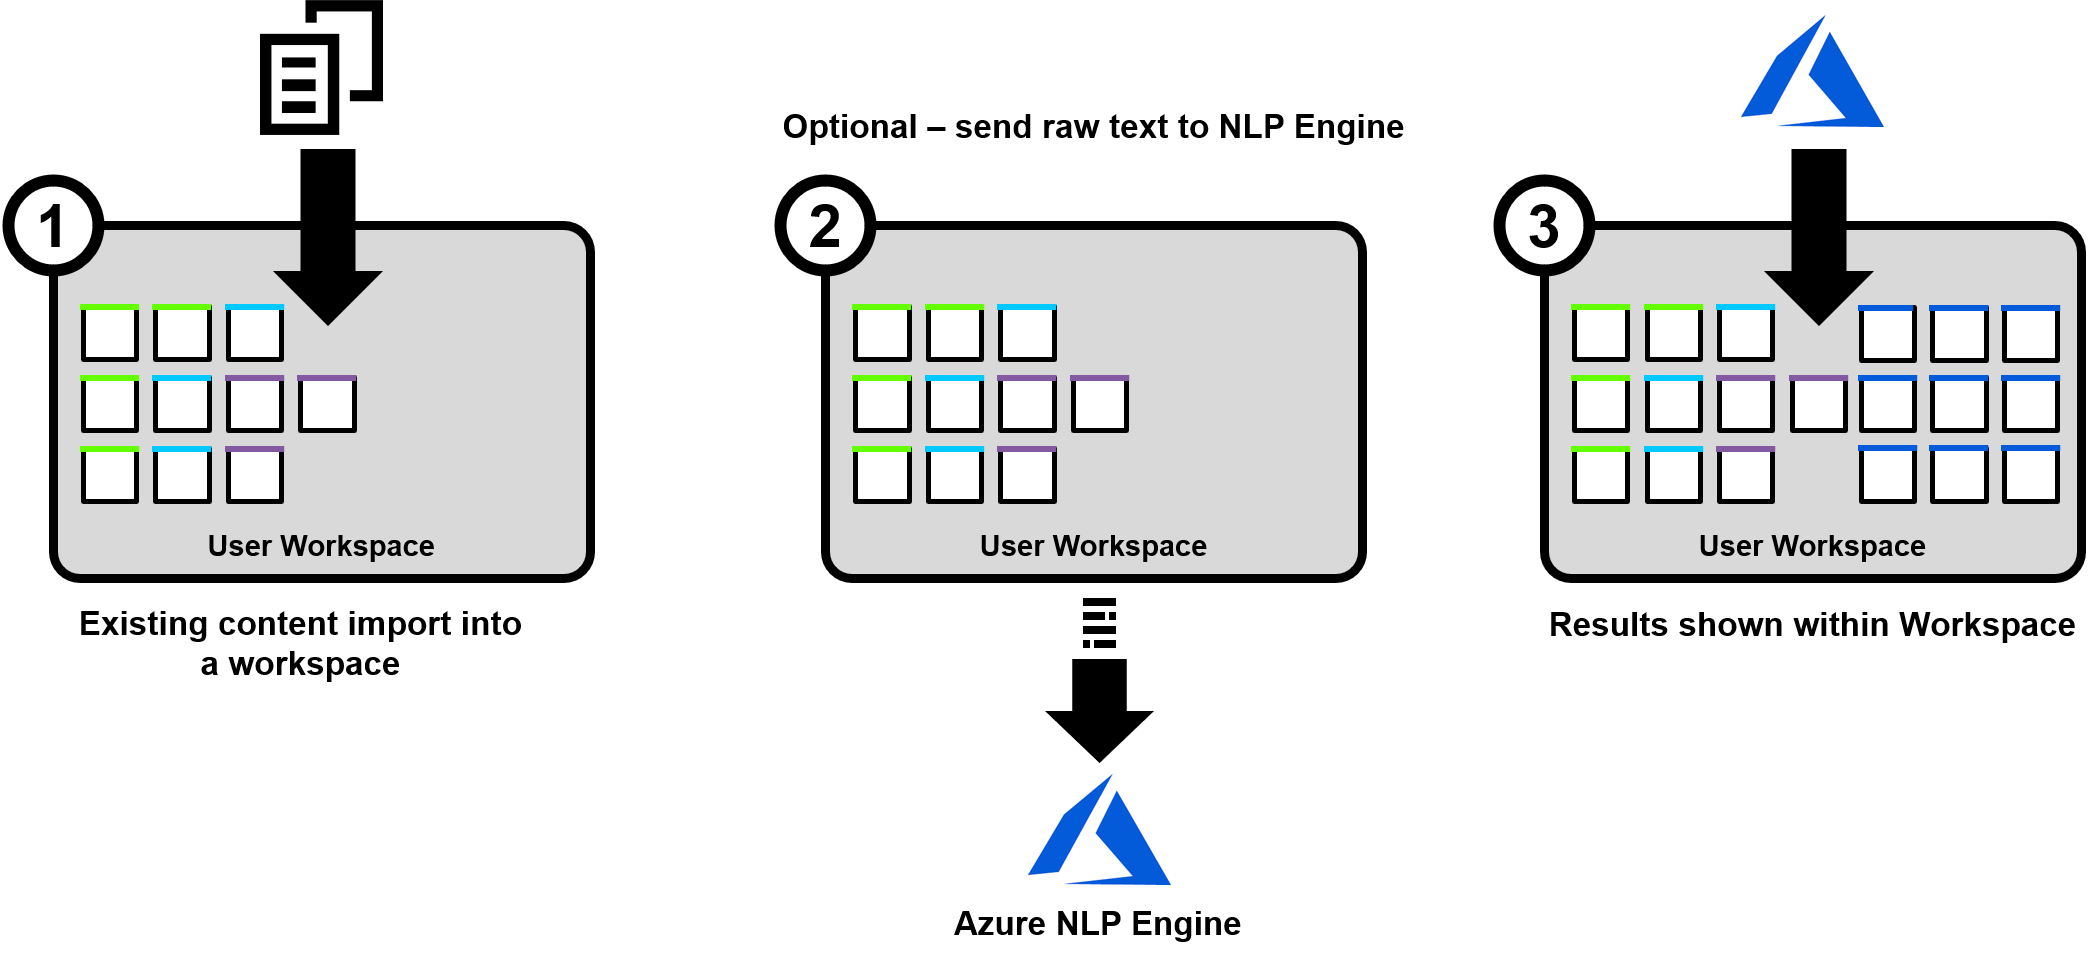 1
User Workspace
Existing content import into
a workspace
Optional – send raw text to NLP Engine
2
User Workspace
Azure NLP Engine
3
User Workspace
Results shown within Workspace